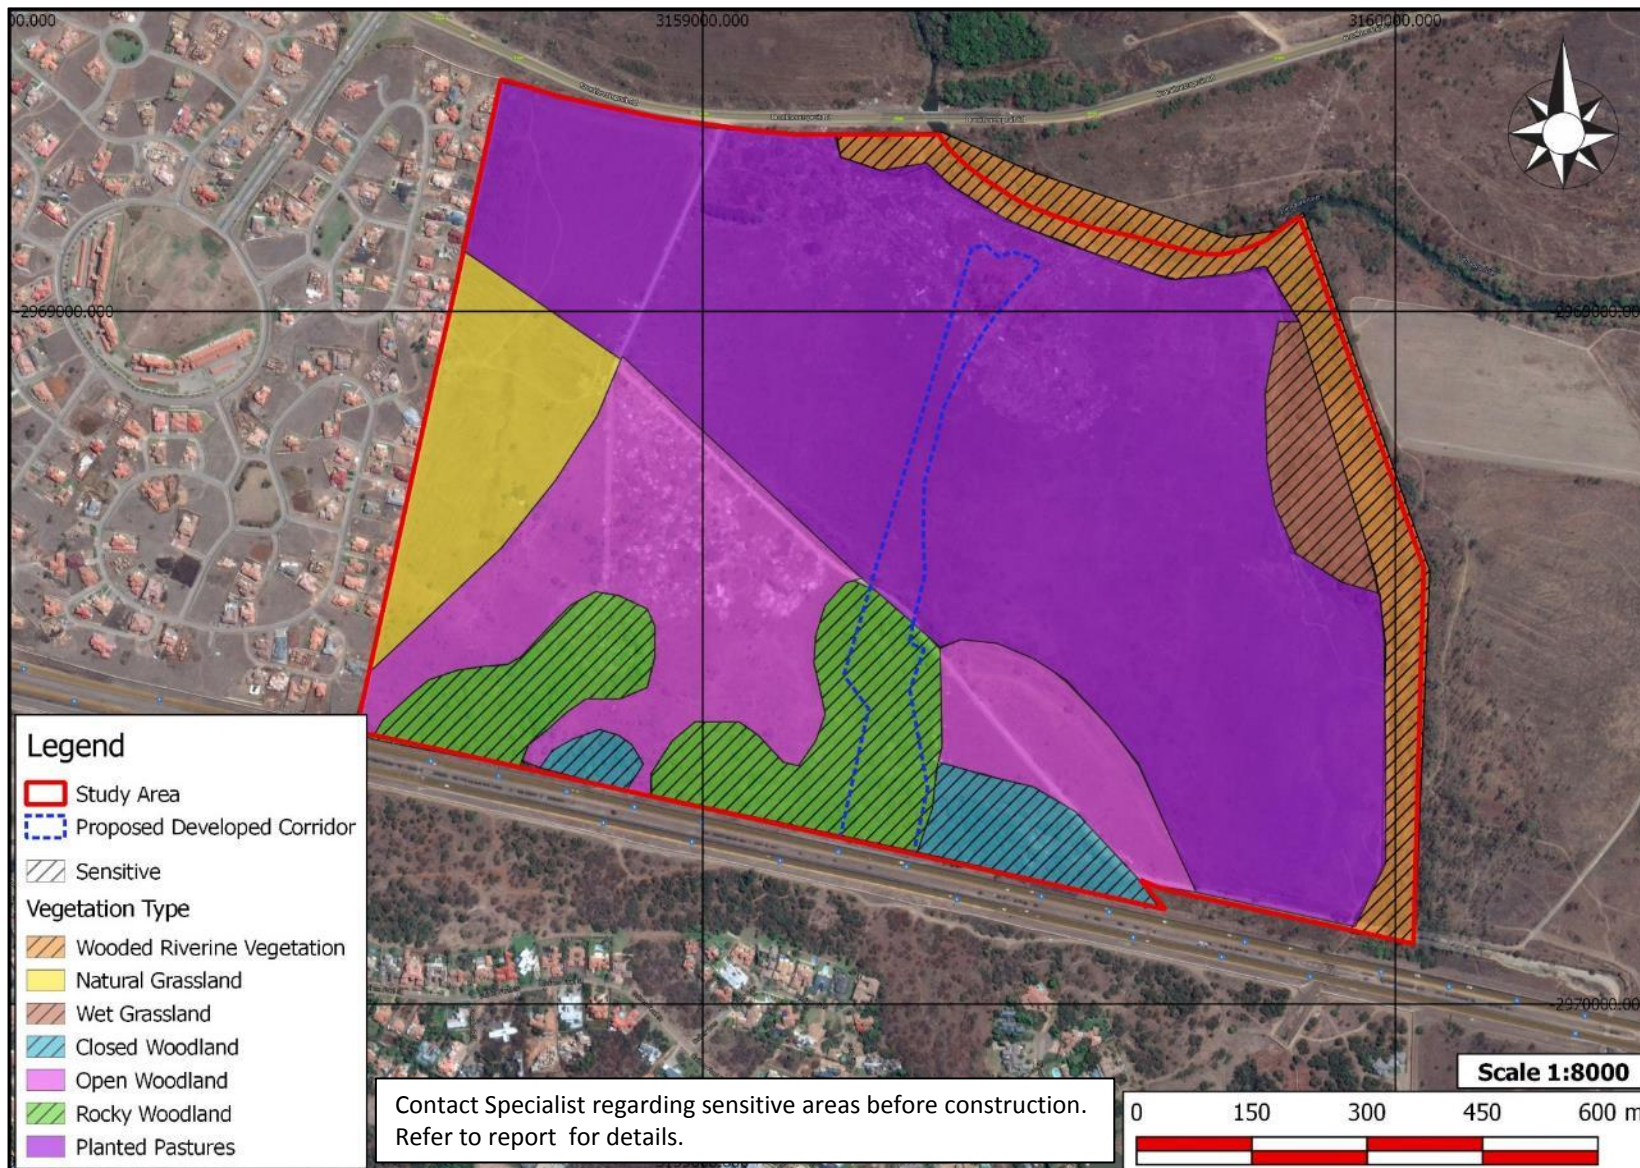 00.000
3159000.000
3160000.000
-2969000.000
-2969000.00
-2970000.00
Legend
Study Area
Proposed Developed Corridor
Sensitive
Vegetation Type
Wooded Riverine Vegetation
Natural Grassland
Wet Grassland
Closed Woodland
Open Woodland
Rocky Woodland
Planted Pastures
Contact Specialist regarding sensitive areas before construction.
Refer to report for details.
Scale 1:8000
0 150 300 450 600 m
3159000.000